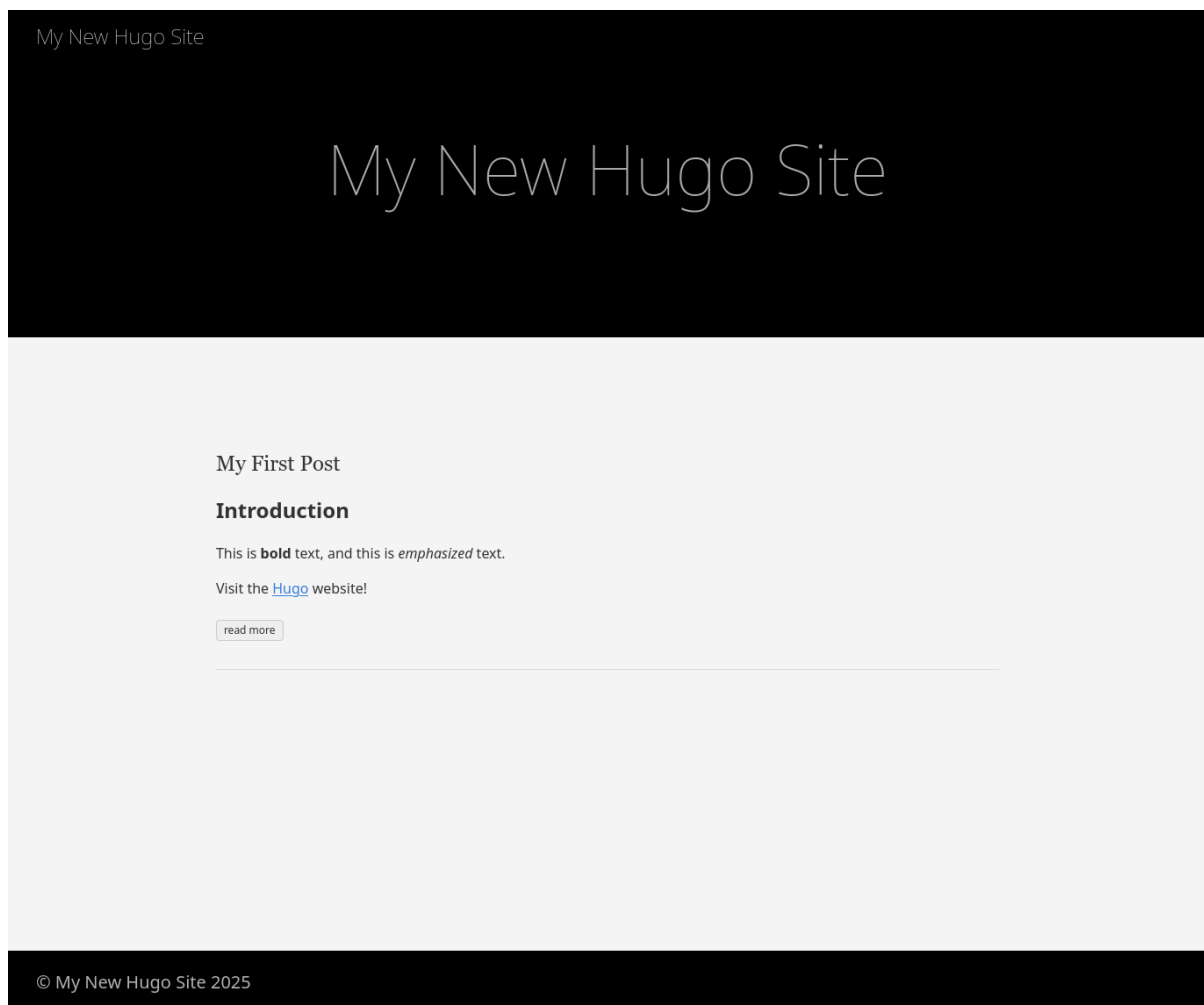 My New Hugo Site
My New Hugo Site
My First Post
Introduction
This is bold text, and this is emphasized text.
Visit the Hugo website!
read more
© My New Hugo Site 2025